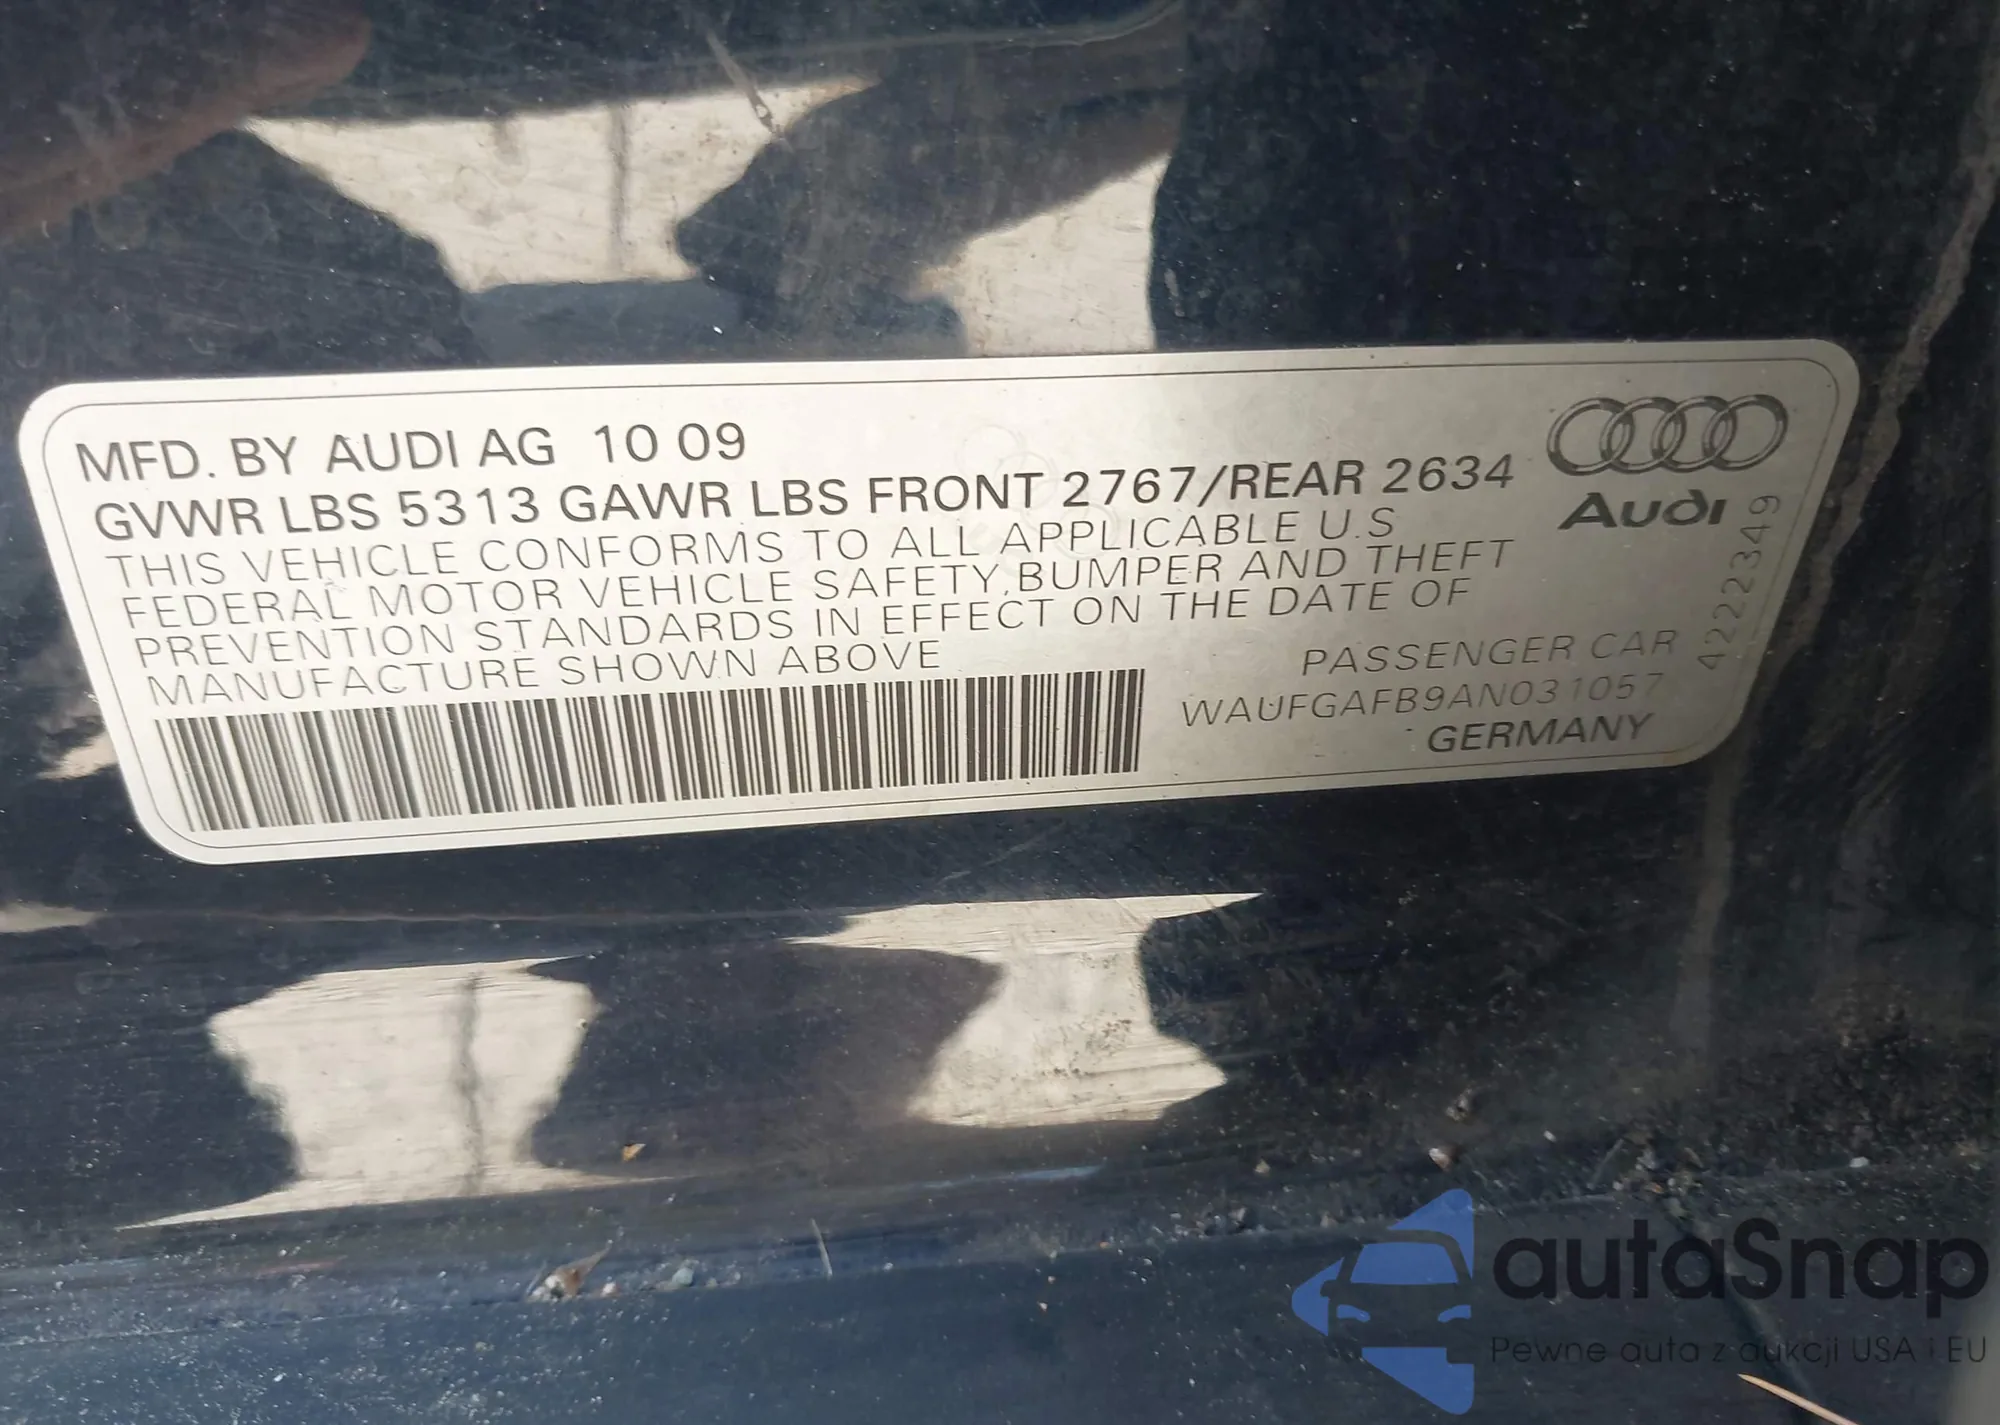 MFD. BY AUDI AG 10 09
GVWR LBS 5313 GAWR LBS FRONT 2767/REAR 2634
THIS VEHICLE CONFORMS TO ALL APPLICABLE U.S
FEDERAL MOTOR VEHICLE SAFETY,BUMPER AND THEFT
PREVENTION STANDARDS IN EFFECT ON THE DATE OF
MANUFACTURE SHOWN ABOVE
Audi
4222349
PASSENGER CAR
WAUFGAFB9AN031057
GERMANY
autaSnap
Pewne auta z aukcji USA i EU